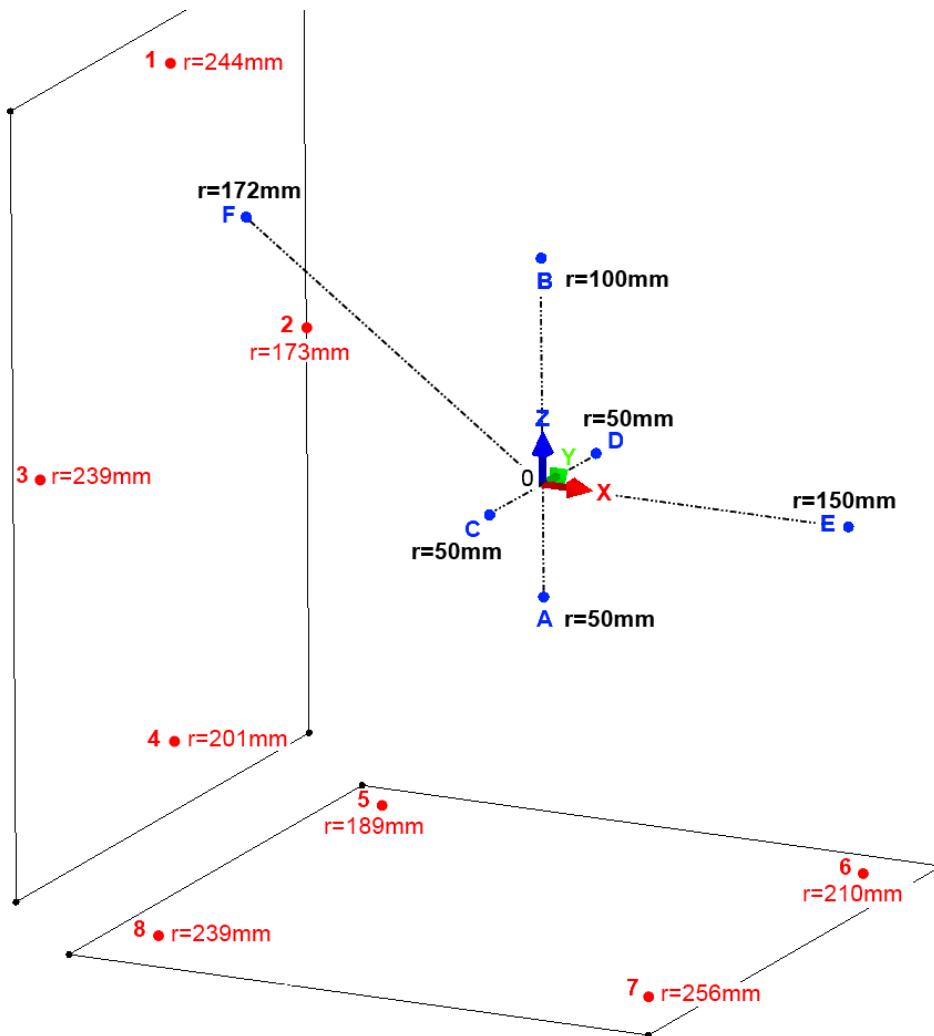 1 r=244mm
r=172mm
F
B r=100mm
2
r=173mm
Z
r=50mm
D
Y
3 r=239mm
0
X
r=150mm
E
C
r=50mm
A r=50mm
4 r=201mm
5
r=189mm
6
r=210mm
8 r=239mm
7 r=256mm